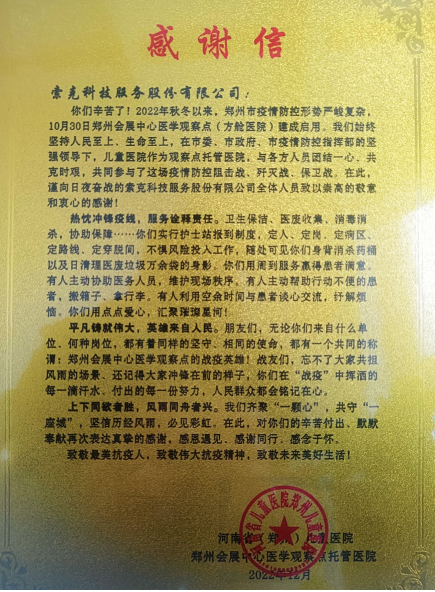 感谢信
索克科技服务股份有限公司：
你们辛苦了！2022年秋冬以来，郑州市疫情防控形势严峻复杂，
10月30日郑州会展中心医学观察点（方舱医院）建成启用。我们始终
坚持人民至上、生命至上，在市委、市政府、市疫情防控指挥部的坚
强领导下，儿童医院作为观察点托管医院，与各方人员团结一心、共
克时艰，共同参与了这场疫情防控阻击战、歼灭战、保卫战。在此，
谨向日夜奋战的索克科技服务股份有限公司全体人员致以崇高的敬意
和衷心的感谢！
热忱冲锋疫线，服务诠释责任。卫生保洁、医废收集、消毒消
杀，协助保障……你们实行护士站报到制度，定人、定岗、定病区、
定路线、定穿脱间，不惧风险投入工作，随处可见你们身背消杀药桶
以及日清理医废垃圾万余袋的身影。你们用周到服务赢得患者满意。
有人主动协助医务人员，维护现场秩序。有人主动帮助行动不便的患
者，搬箱子、拿行李。有人利用空余时间与患者谈心交流，纾解烦
恼。你们用点点爱心，汇聚璀璨星河！
平凡铸就伟大，英雄来自人民。朋友们，无论你们来自什么单
位、何种岗位，都有着同样的坚守、相同的使命，都有一个共同的称
谓：郑州会展中心医学观察点的战疫英雄！战友们，忘不了大家共担
风雨的场景、还记得大家冲锋在前的样子，你们在“战疫”中挥洒的
每一滴汗水、付出的每一份努力，人民群众都会铭记在心。
上下同欲者胜，风雨同舟者兴。我们齐聚“一颗心”，共守“一
座城”，坚信历经风雨，必见彩虹。在此，对你们的辛苦付出、默默
奉献再次表达真挚的感谢，感恩遇见、感谢同行、感念于怀。
致敬最美抗疫人，致敬伟大抗疫精神，致敬未来美好生活！
河南省（郑州）儿童医院
郑州会展中心医学观察点托管医院
2022年12月